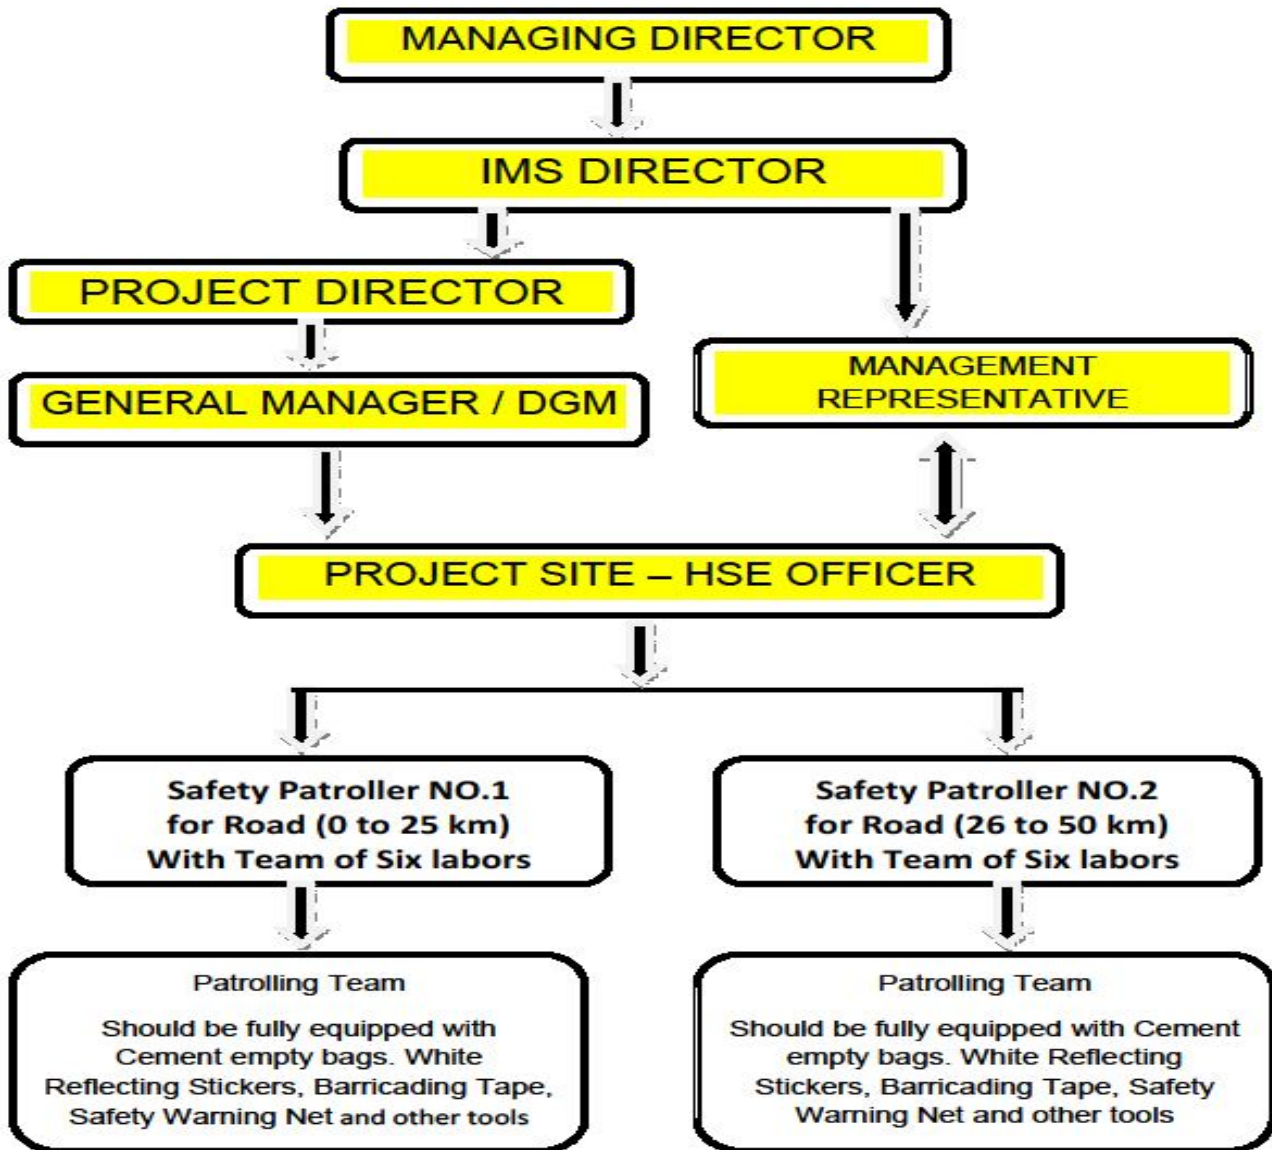 MANAGING DIRECTOR
IMS DIRECTOR
PROJECT DIRECTOR
GENERAL MANAGER / DGM
MANAGEMENT
REPRESENTATIVE
PROJECT SITE – HSE OFFICER
Safety Patroller NO.1
for Road (0 to 25 km)
With Team of Six labors
Safety Patroller NO.2
for Road (26 to 50 km)
With Team of Six labors
Patrolling Team
Should be fully equipped with
Cement empty bags. White
Reflecting Stickers, Barricading Tape,
Safety Warning Net and other tools
Patrolling Team
Should be fully equipped with Cement
empty bags. White Reflecting
Stickers, Barricading Tape, Safety
Warning Net and other tools